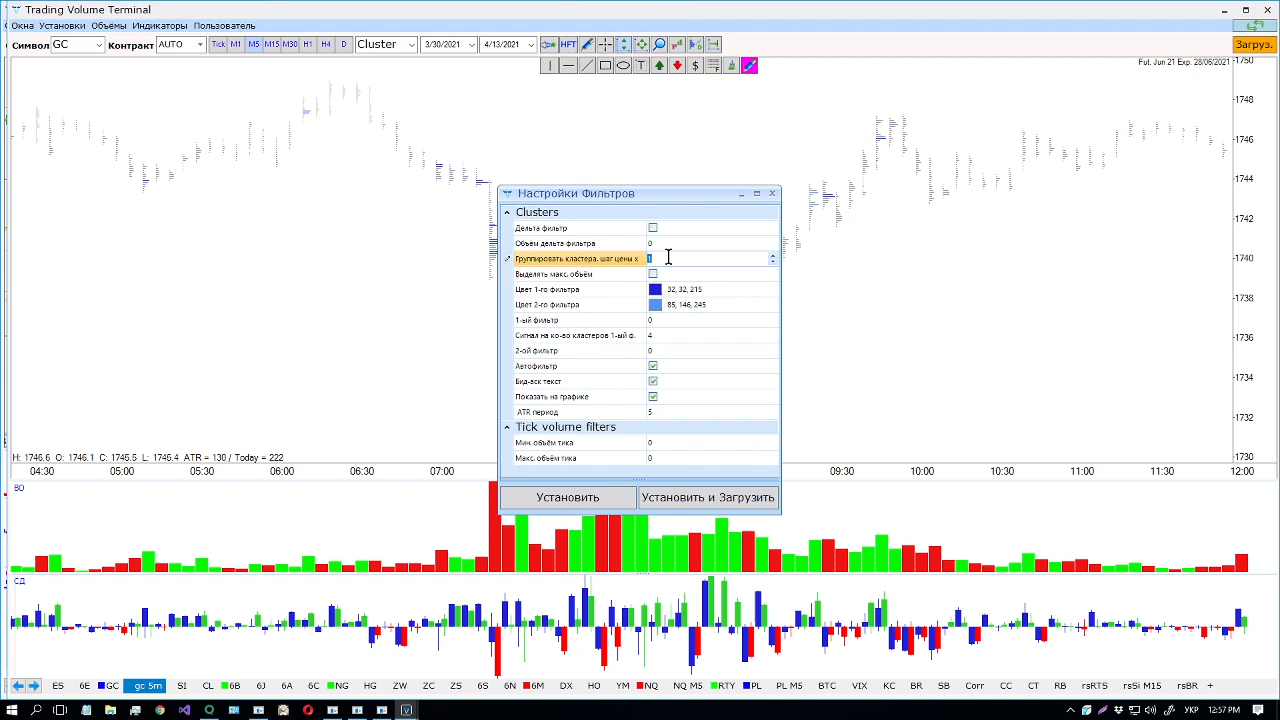 Trading Volume Terminal
Окна Установки Объёмы Индикаторы Пользователь
Символ GC Контракт AUTO Tick M1 M5 M15 M30 H1 H4 D Cluster 3/30/2021 4/13/2021 HFT Загруз.
T $
Fut. Jun 21 Exp. 28/06/2021
1750
1748
1746
1744
1742
1740
1738
1736
1734
1732
1730
Настройки Фильтров
Clusters
Дельта фильтр
Объем дельта фильтра 0
Группировать кластера. шаг цены x 1
Выделять макс. объём
Цвет 1-го фильтра 32, 32, 215
Цвет 2-го фильтра 85, 146, 245
1-ый фильтр 0
Сигнал на ко-во кластеров 1-ый ф. 4
2-ой фильтр 0
Автофильтр
Бид-аск текст
Показать на графике
ATR период 5
Tick volume filters
Мин. объём тика 0
Макс. объём тика 0
Установить Установить и Загрузить
H: 1746.6 O: 1746.1 C: 1745.5 L: 1745.4 ATR = 130 / Today = 222
04:30 05:00 05:30 06:00 06:30 07:00 09:30 10:00 10:30 11:00 11:30 12:00
ВО
СД
ES 6E GC gc 5m SI CL 6B 6J 6A 6C NG HG ZW ZC ZS 6S 6N 6M DX HO YM NQ NQ M5 RTY PL PL M5 BTC VIX KC BR SB Corr CC CT RB rsRTS rsSi M15 rsBR +
УКР 12:57 PM